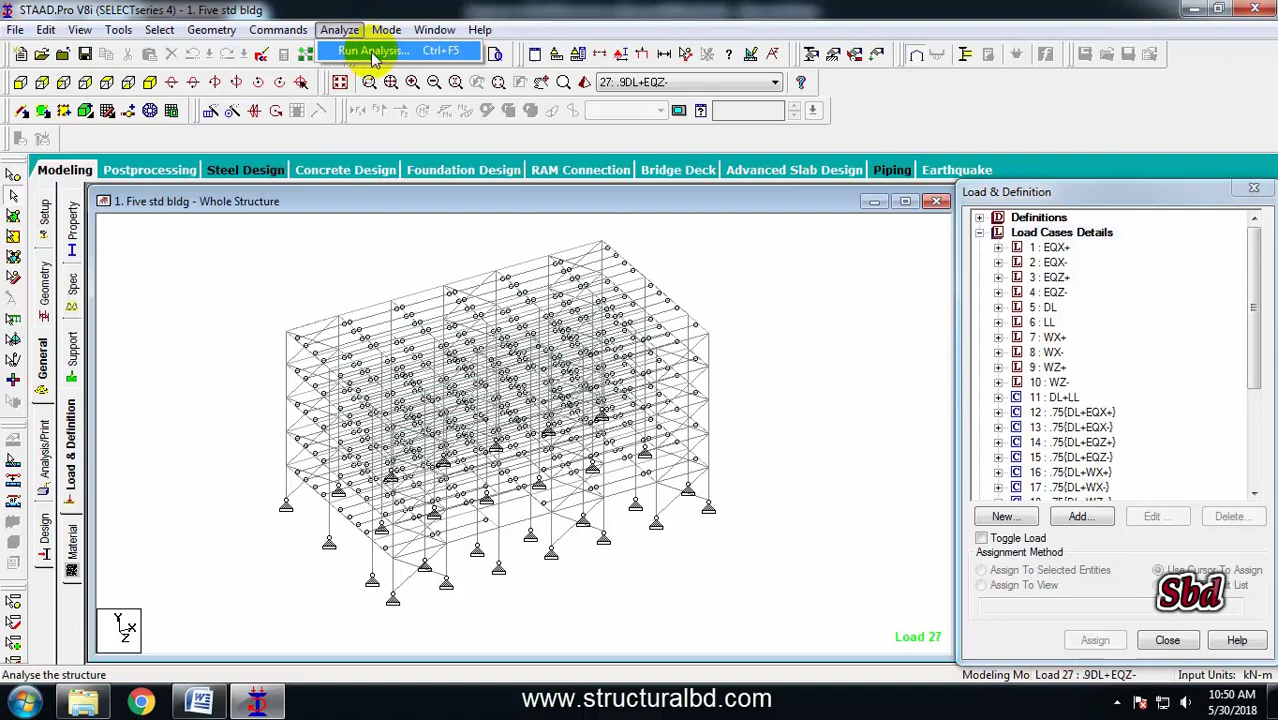 STAAD.Pro V8i (SELECTseries 4) - 1. Five std bldg
File Edit View Tools Select Geometry Commands Analyze Mode Window Help
Run Analysis... Ctrl+F5
27: .9DL+EQZ-
Modeling Postprocessing Steel Design Concrete Design Foundation Design RAM Connection Bridge Deck Advanced Slab Design Piping Earthquake
Setup
Geometry
General
Analysis/Print
Design
Property
Spec
Support
Load & Definition
Material
1. Five std bldg - Whole Structure
Y
X
Z
Load 27
Load & Definition
Definitions
Load Cases Details
1 : EQX+
2 : EQX-
3 : EQZ+
4 : EQZ-
5 : DL
6 : LL
7 : WX+
8 : WX-
9 : WZ+
10 : WZ-
11 : DL+LL
12 : .75{DL+EQX+}
13 : .75{DL+EQX-}
14 : .75{DL+EQZ+}
15 : .75{DL+EQZ-}
16 : .75{DL+WX+}
17 : .75{DL+WX-}
New... Add... Edit ... Delete...
Toggle Load
Assignment Method
Assign To Selected Entities Use Cursor To Assign
Assign To View List
Sbd
Assign Close Help
Analyse the structure Modeling Mo Load 27 : .9DL+EQZ- Input Units: kN-m
www.structuralbd.com
10:50 AM
5/30/2018